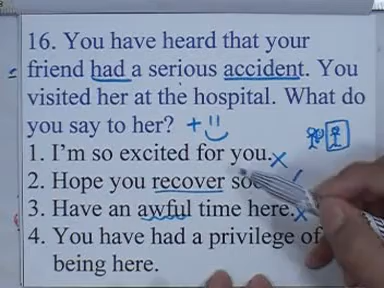 16. You have heard that your
friend had a serious accident. You
visited her at the hospital. What do
you say to her? +
1. I'm so excited for you. x
2. Hope you recover
3. Have an awful time here. x
4. You have had a privilege of
being here.